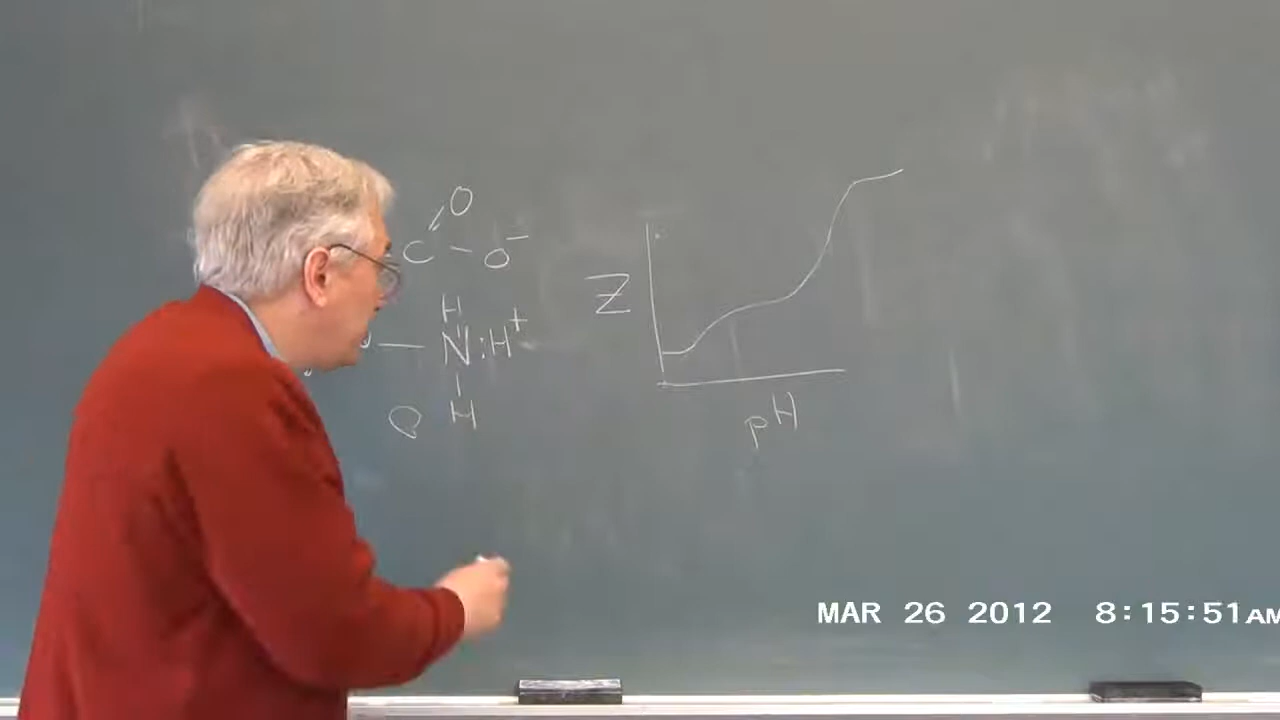 O
C – O⁻
H
— N:H⁺
H
Z
pH
MAR 26 2012 8:15:51AM